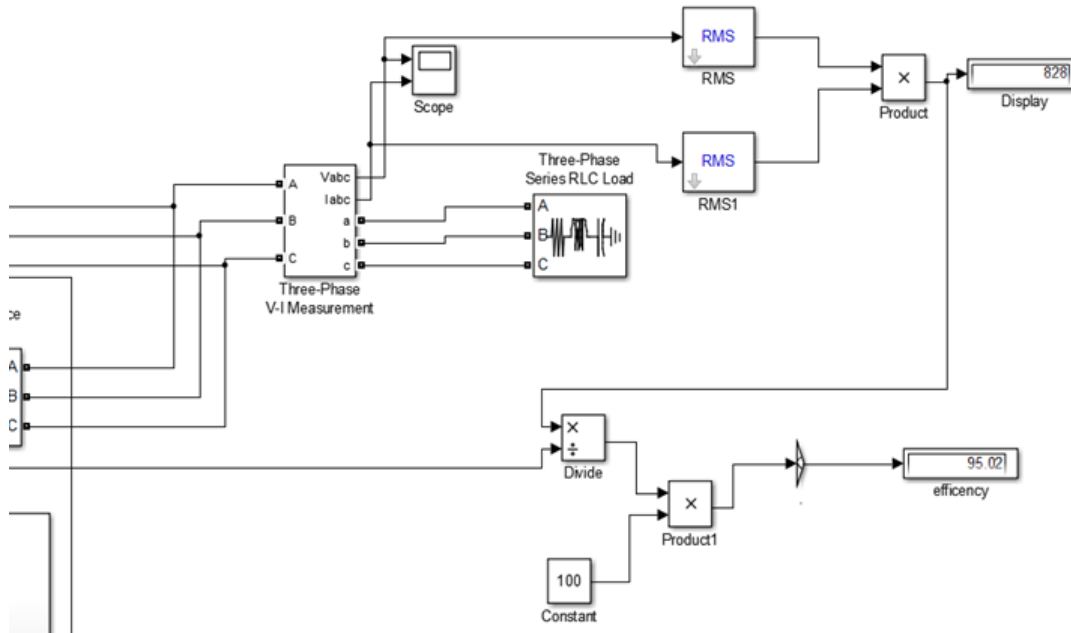 RMS
RMS
Scope
×
Product
828
Display
RMS
RMS1
Three-Phase
Series RLC Load
A
B
C
A
B
C
Vabc
Iabc
a
b
c
Three-Phase
V-I Measurement
ce
A
B
C
×
÷
Divide
×
Product1
100
Constant
95.02
efficency